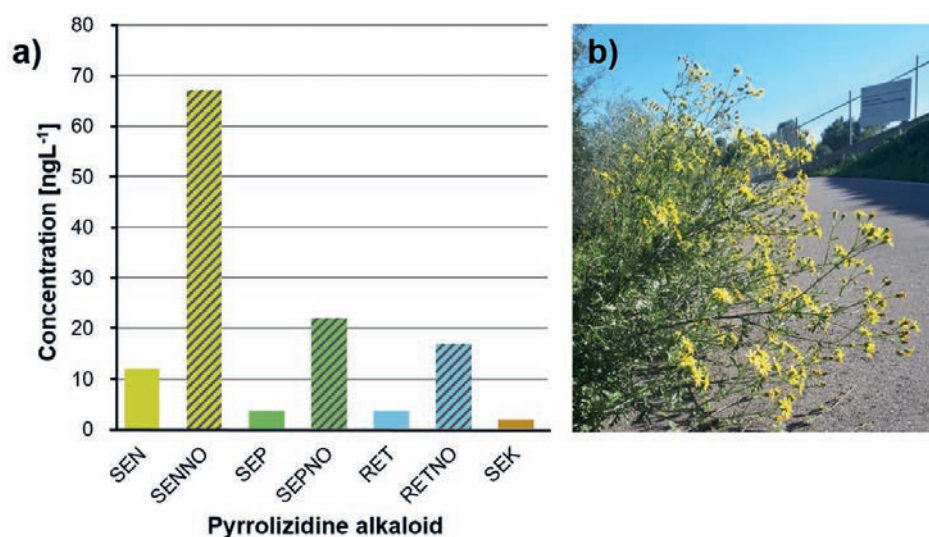 a)
80
70
60
50
40
30
20
10
0
Concentration [ngL⁻¹]
SEN
SENNO
SEP
SEPNO
RET
RETNO
SEK
Pyrrolizidine alkaloid
b)